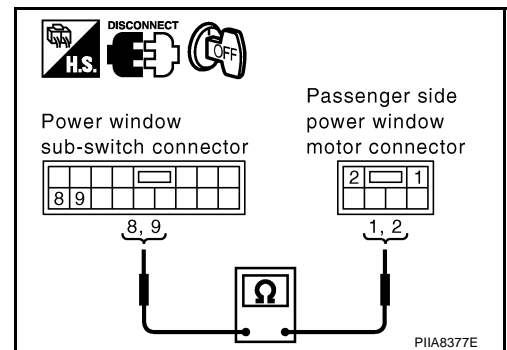 DISCONNECT
H.S.
OFF
Power window
sub-switch connector
Passenger side
power window
motor connector
2 1
8 9
8, 9
1, 2
Ω
PIIA8377E